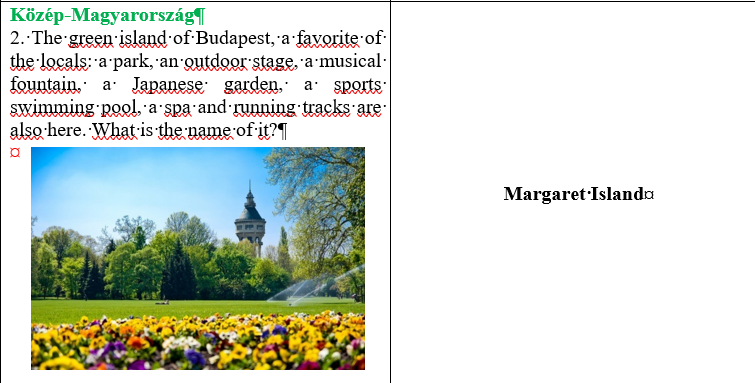 Közép-Magyarország¶
2.·The·green·island·of·Budapest,·a·favorite·of·
the·locals:·a·park,·an·outdoor·stage,·a·musical·
fountain,· a· Japanese· garden,· a· sports·
swimming·pool,·a·spa·and·running·tracks·are·
also·here.·What·is·the·name·of·it?¶
¤
Margaret·Island¤